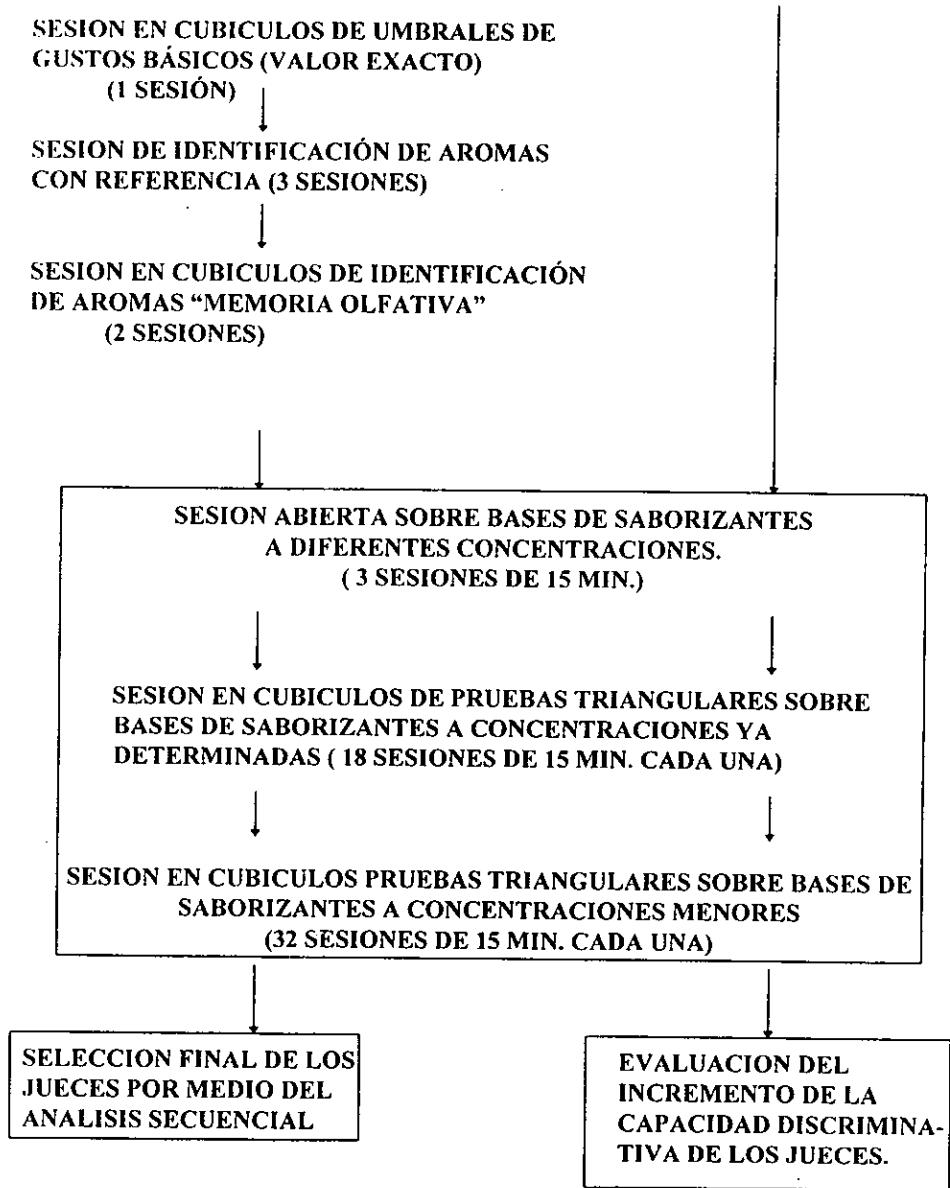 SESION EN CUBICULOS DE UMBRALES DE
GUSTOS BÁSICOS (VALOR EXACTO)
(1 SESIÓN)
SESION DE IDENTIFICACIÓN DE AROMAS
CON REFERENCIA (3 SESIONES)
SESION EN CUBICULOS DE IDENTIFICACIÓN
DE AROMAS “MEMORIA OLFATIVA”
(2 SESIONES)
SESION ABIERTA SOBRE BASES DE SABORIZANTES
A DIFERENTES CONCENTRACIONES.
( 3 SESIONES DE 15 MIN.)
SESION EN CUBICULOS DE PRUEBAS TRIANGULARES SOBRE
BASES DE SABORIZANTES A CONCENTRACIONES YA
DETERMINADAS ( 18 SESIONES DE 15 MIN. CADA UNA)
SESION EN CUBICULOS PRUEBAS TRIANGULARES SOBRE BASES DE
SABORIZANTES A CONCENTRACIONES MENORES
(32 SESIONES DE 15 MIN. CADA UNA)
SELECCION FINAL DE LOS
JUECES POR MEDIO DEL
ANALISIS SECUENCIAL
EVALUACION DEL
INCREMENTO DE LA
CAPACIDAD DISCRIMINA-
TIVA DE LOS JUECES.